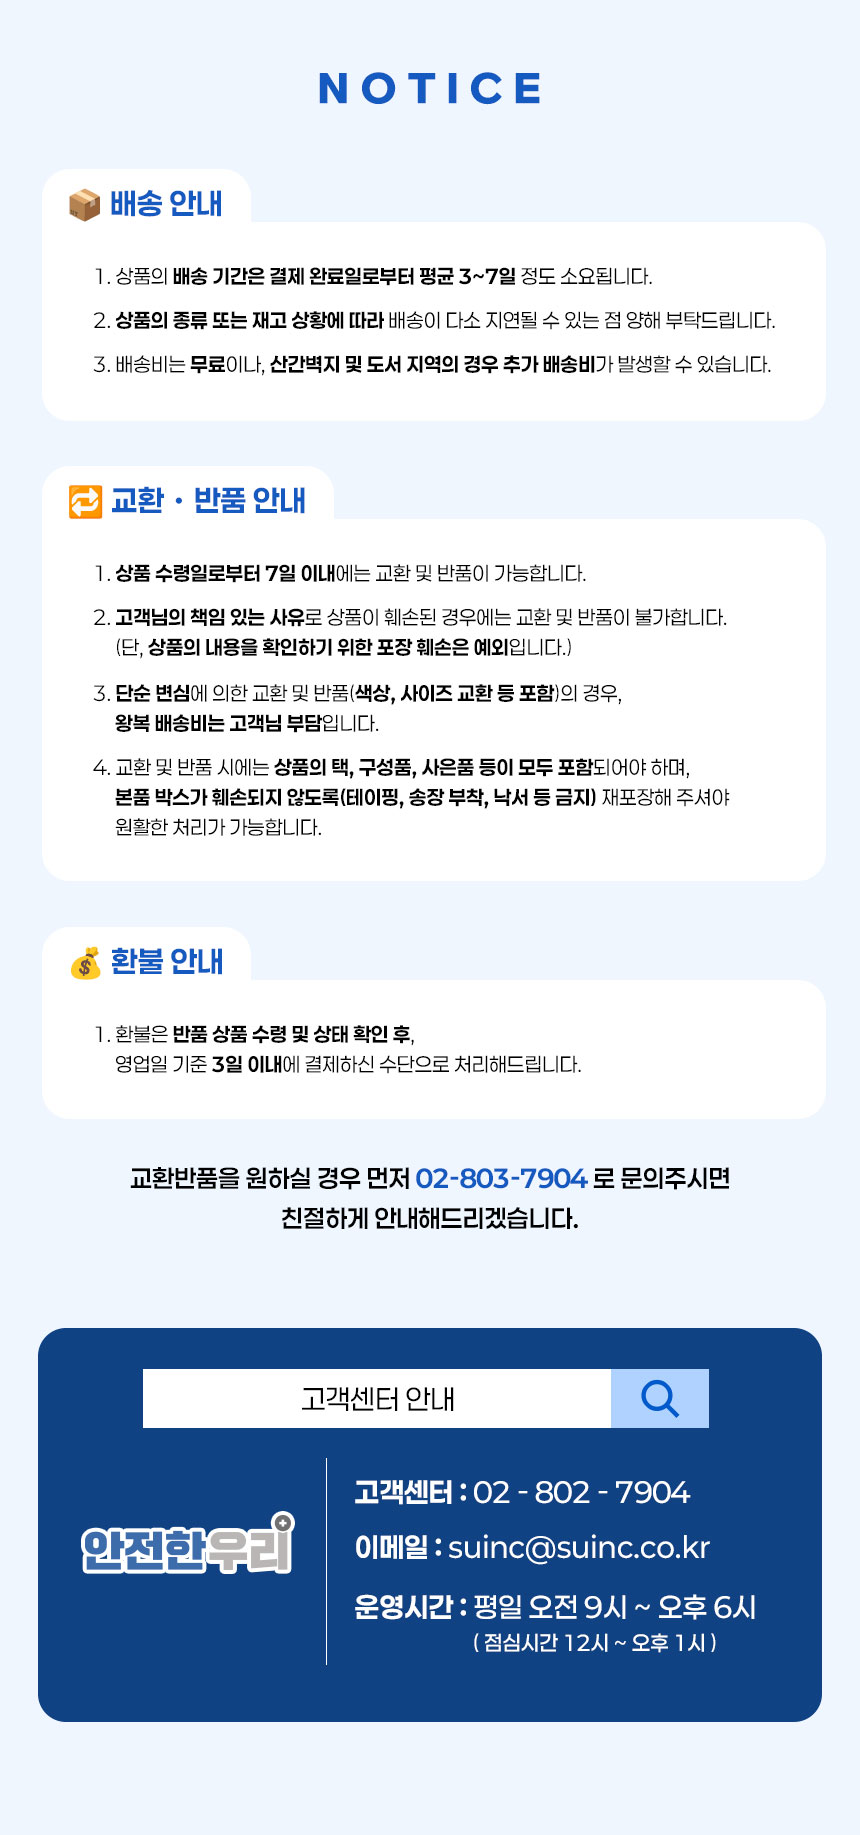 NOTICE
배송 안내
1. 상품의 배송 기간은 결제 완료일로부터 평균 3~7일 정도 소요됩니다.
2. 상품의 종류 또는 재고 상황에 따라 배송이 다소 지연될 수 있는 점 양해 부탁드립니다.
3. 배송비는 무료이나, 산간벽지 및 도서 지역의 경우 추가 배송비가 발생할 수 있습니다.
교환 · 반품 안내
1. 상품 수령일로부터 7일 이내에는 교환 및 반품이 가능합니다.
2. 고객님의 책임 있는 사유로 상품이 훼손된 경우에는 교환 및 반품이 불가합니다.
(단, 상품의 내용을 확인하기 위한 포장 훼손은 예외입니다.)
3. 단순 변심에 의한 교환 및 반품(색상, 사이즈 교환 등 포함)의 경우,
왕복 배송비는 고객님 부담입니다.
4. 교환 및 반품 시에는 상품의 택, 구성품, 사은품 등이 모두 포함되어야 하며,
본품 박스가 훼손되지 않도록(테이핑, 송장 부착, 낙서 등 금지) 재포장해 주셔야
원활한 처리가 가능합니다.
환불 안내
1. 환불은 반품 상품 수령 및 상태 확인 후,
영업일 기준 3일 이내에 결제하신 수단으로 처리해드립니다.
교환반품을 원하실 경우 먼저 02-803-7904 로 문의주시면
친절하게 안내해드리겠습니다.
고객센터 안내
안전한우리
고객센터 : 02 - 802 - 7904
이메일 : suinc@suinc.co.kr
운영시간 : 평일 오전 9시 ~ 오후 6시
( 점심시간 12시 ~ 오후 1시 )